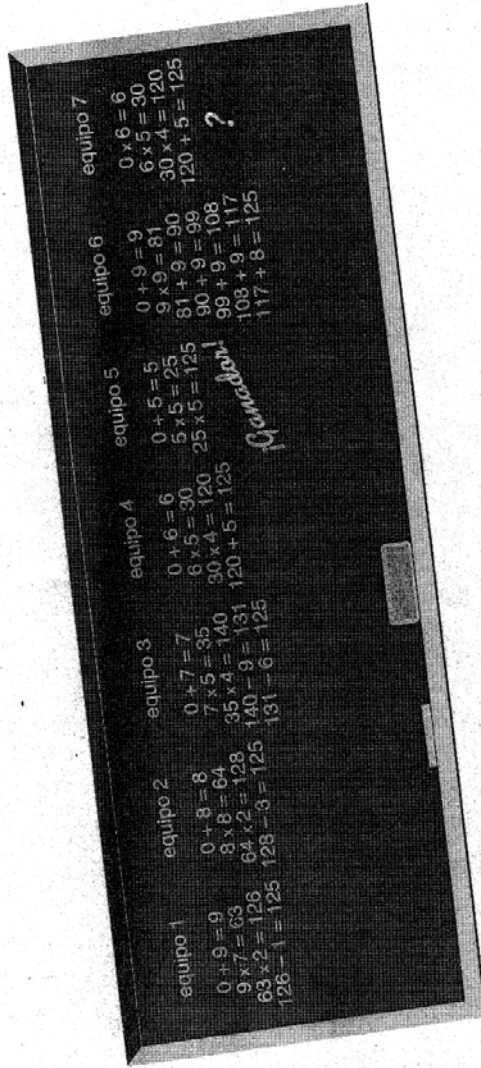 equipo 1
0 + 9 = 9
9 x 7 = 63
63 x 2 = 126
126 - 1 = 125
equipo 2
0 + 8 = 8
8 x 8 = 64
64 x 2 = 128
128 - 3 = 125
equipo 3
0 + 7 = 7
7 x 5 = 35
35 x 4 = 140
140 - 9 = 131
131 - 6 = 125
equipo 4
0 + 6 = 6
6 x 5 = 30
30 x 4 = 120
120 + 5 = 125
equipo 5
0 + 5 = 5
5 x 5 = 25
25 x 5 = 125
¡Ganador!
equipo 6
0 + 9 = 9
9 x 9 = 81
81 + 9 = 90
90 + 9 = 99
99 + 9 = 108
108 + 9 = 117
117 + 8 = 125
equipo 7
0 x 6 = 6
6 x 5 = 30
30 x 4 = 120
120 + 5 = 125
?